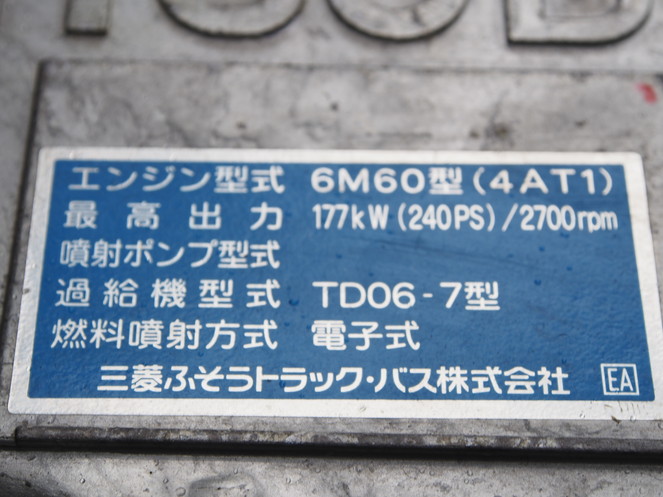 エンジン型式 6M60型(4AT1)
最高出力 177kW(240PS)/2700rpm
噴射ポンプ型式
過給機型式 TD06-7型
燃料噴射方式 電子式
三菱ふそうトラック・バス株式会社 EA